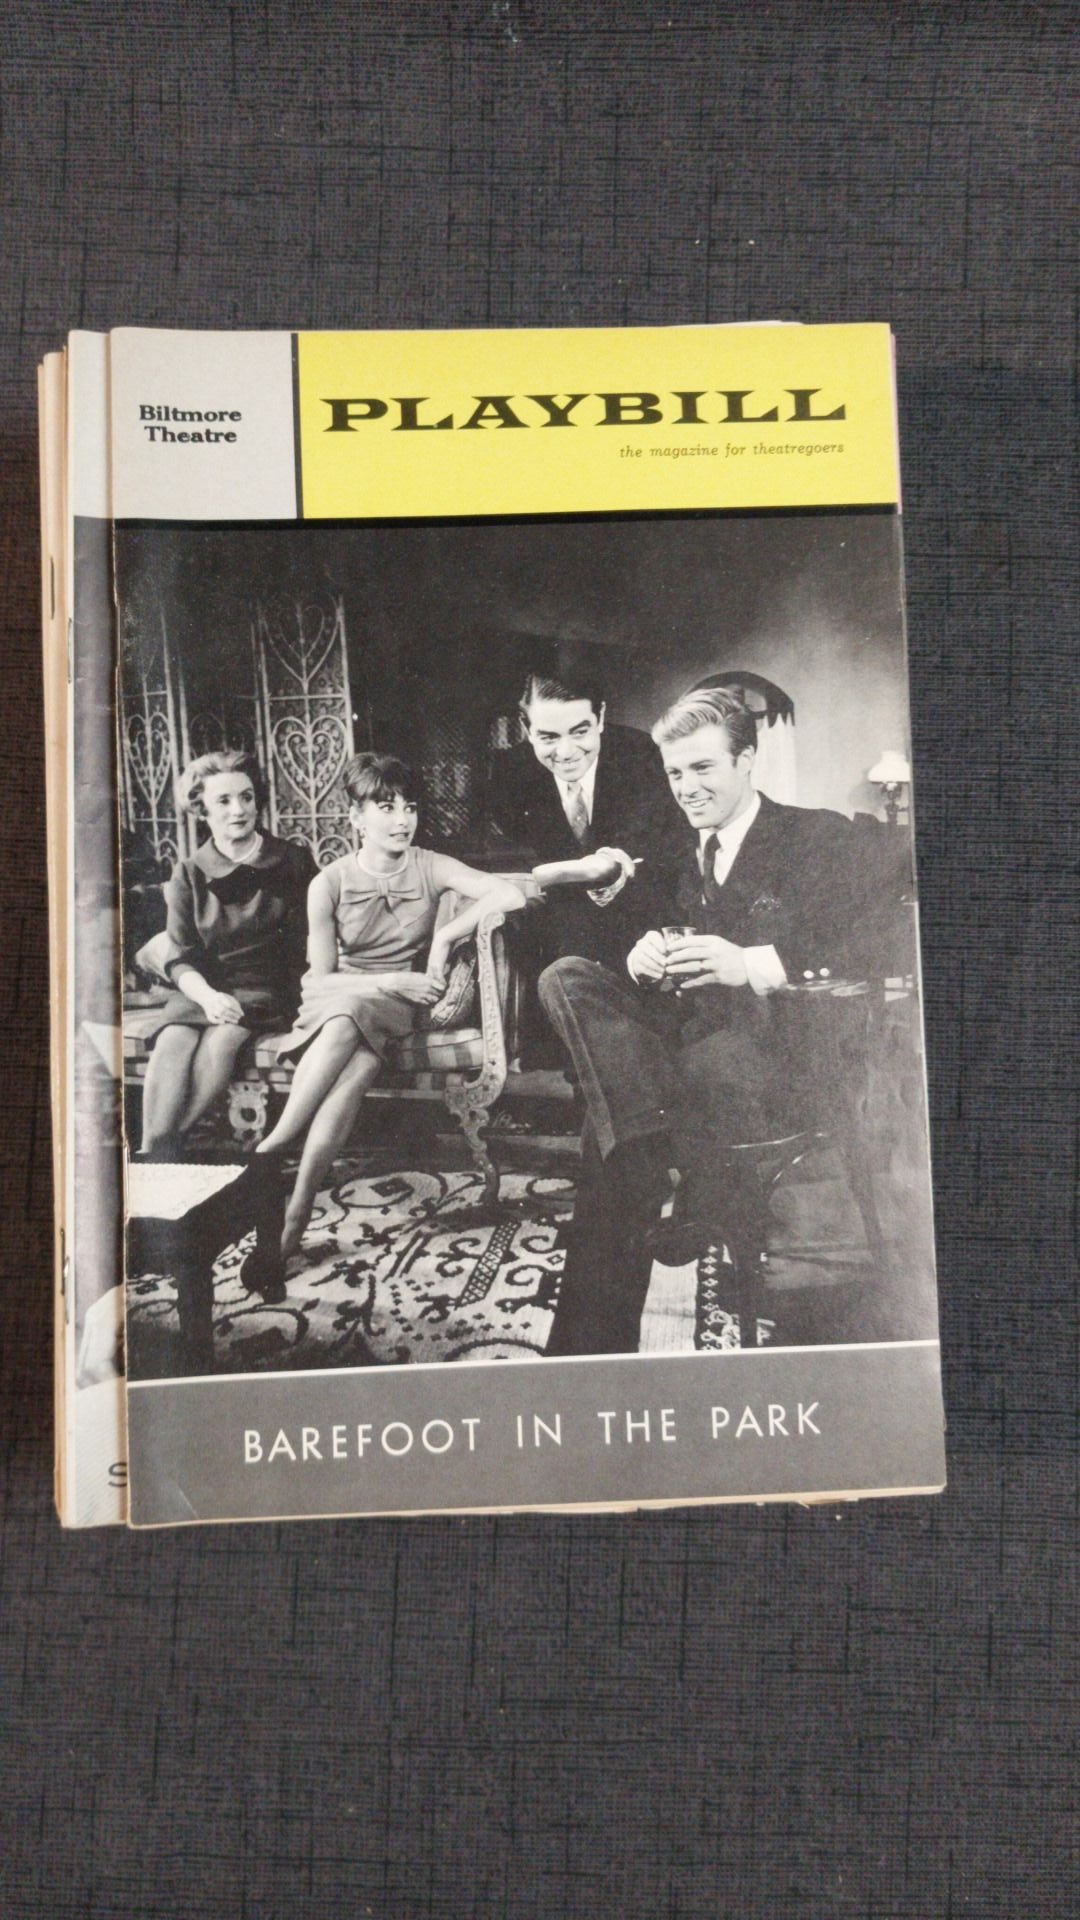 Biltmore
Theatre
PLAYBILL
the magazine for theatregoers
BAREFOOT IN THE PARK
S